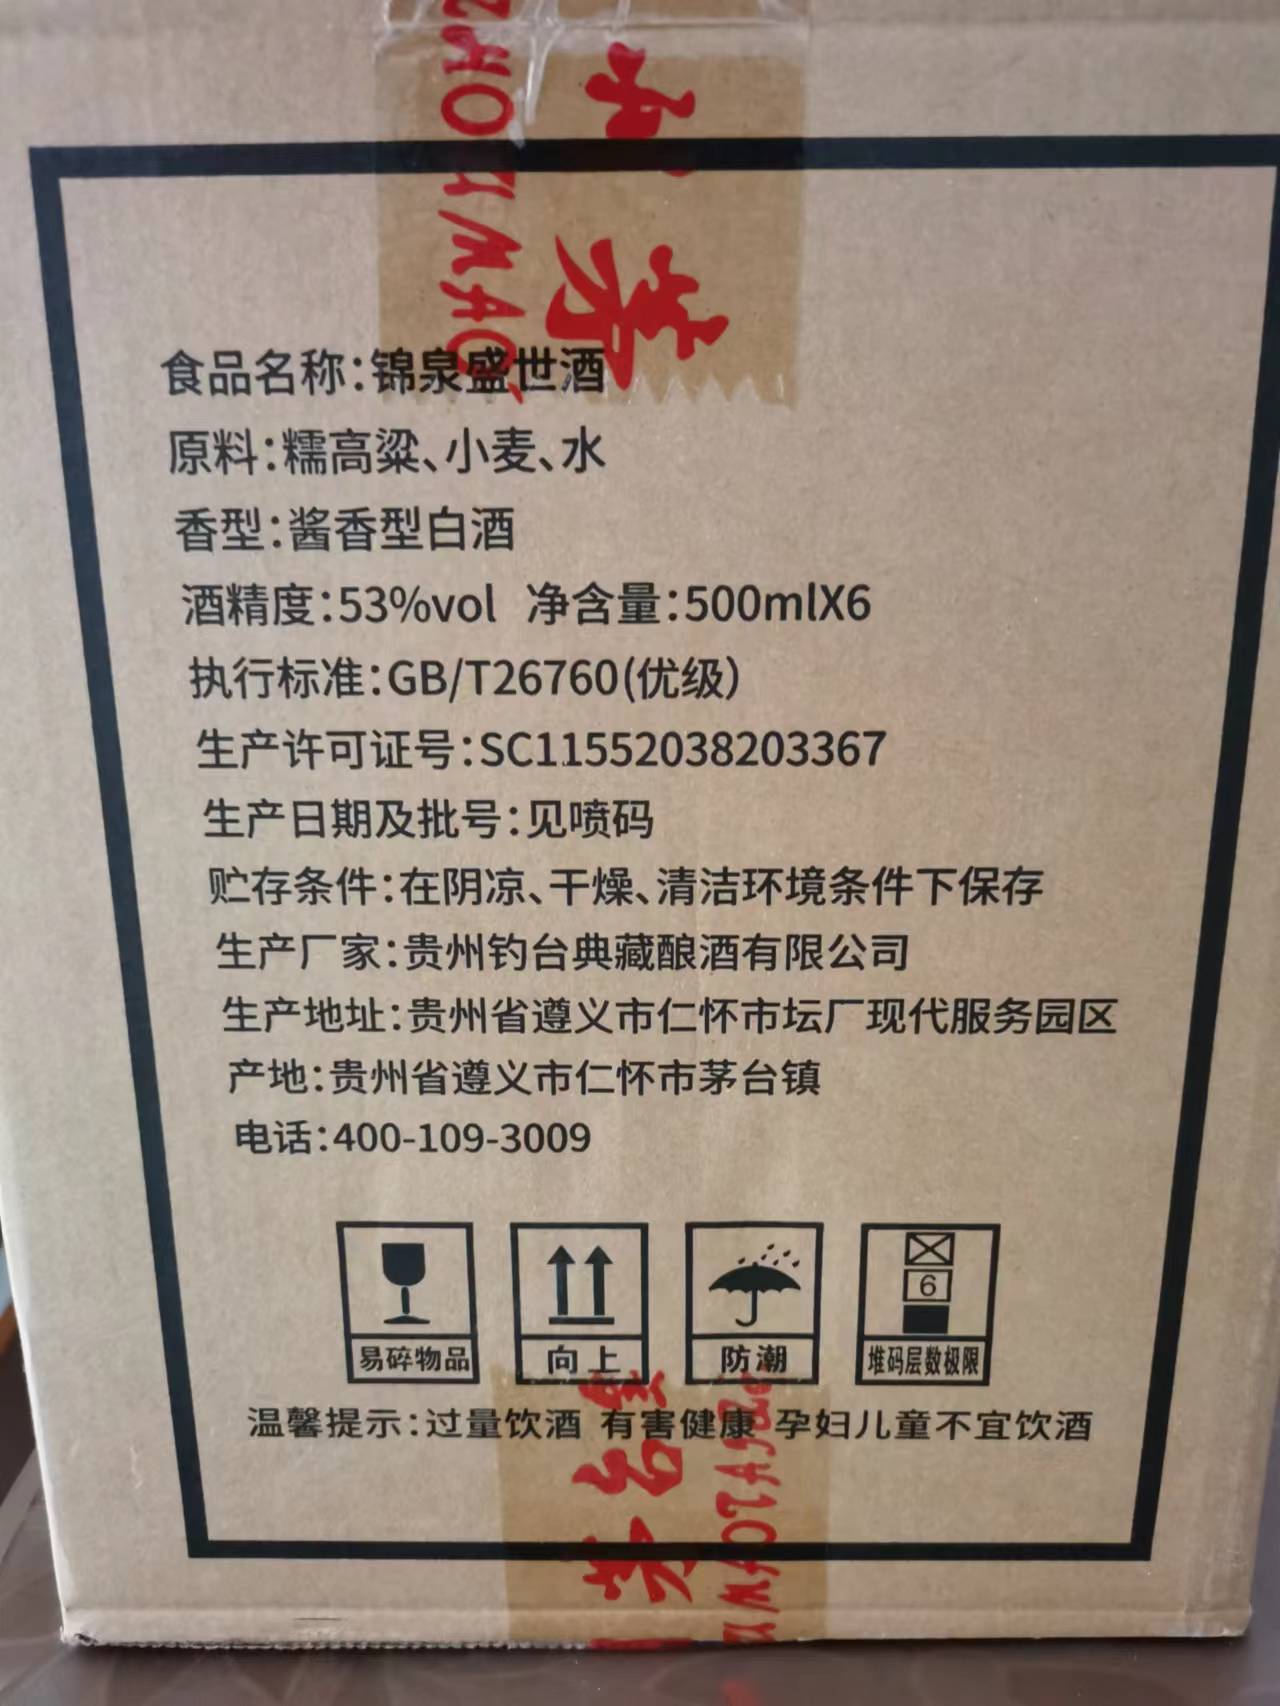 食品名称：锦泉盛世酒
原料：糯高粱、小麦、水
香型：酱香型白酒
酒精度：53%vol 净含量：500mlX6
执行标准：GB/T26760(优级）
生产许可证号：SC11552038203367
生产日期及批号：见喷码
贮存条件：在阴凉、干燥、清洁环境条件下保存
生产厂家：贵州钓台典藏酿酒有限公司
生产地址：贵州省遵义市仁怀市坛厂现代服务园区
产地：贵州省遵义市仁怀市茅台镇
电话：400-109-3009
6
易碎物品 向上 防潮 堆码层数极限
温馨提示：过量饮酒 有害健康 孕妇儿童不宜饮酒